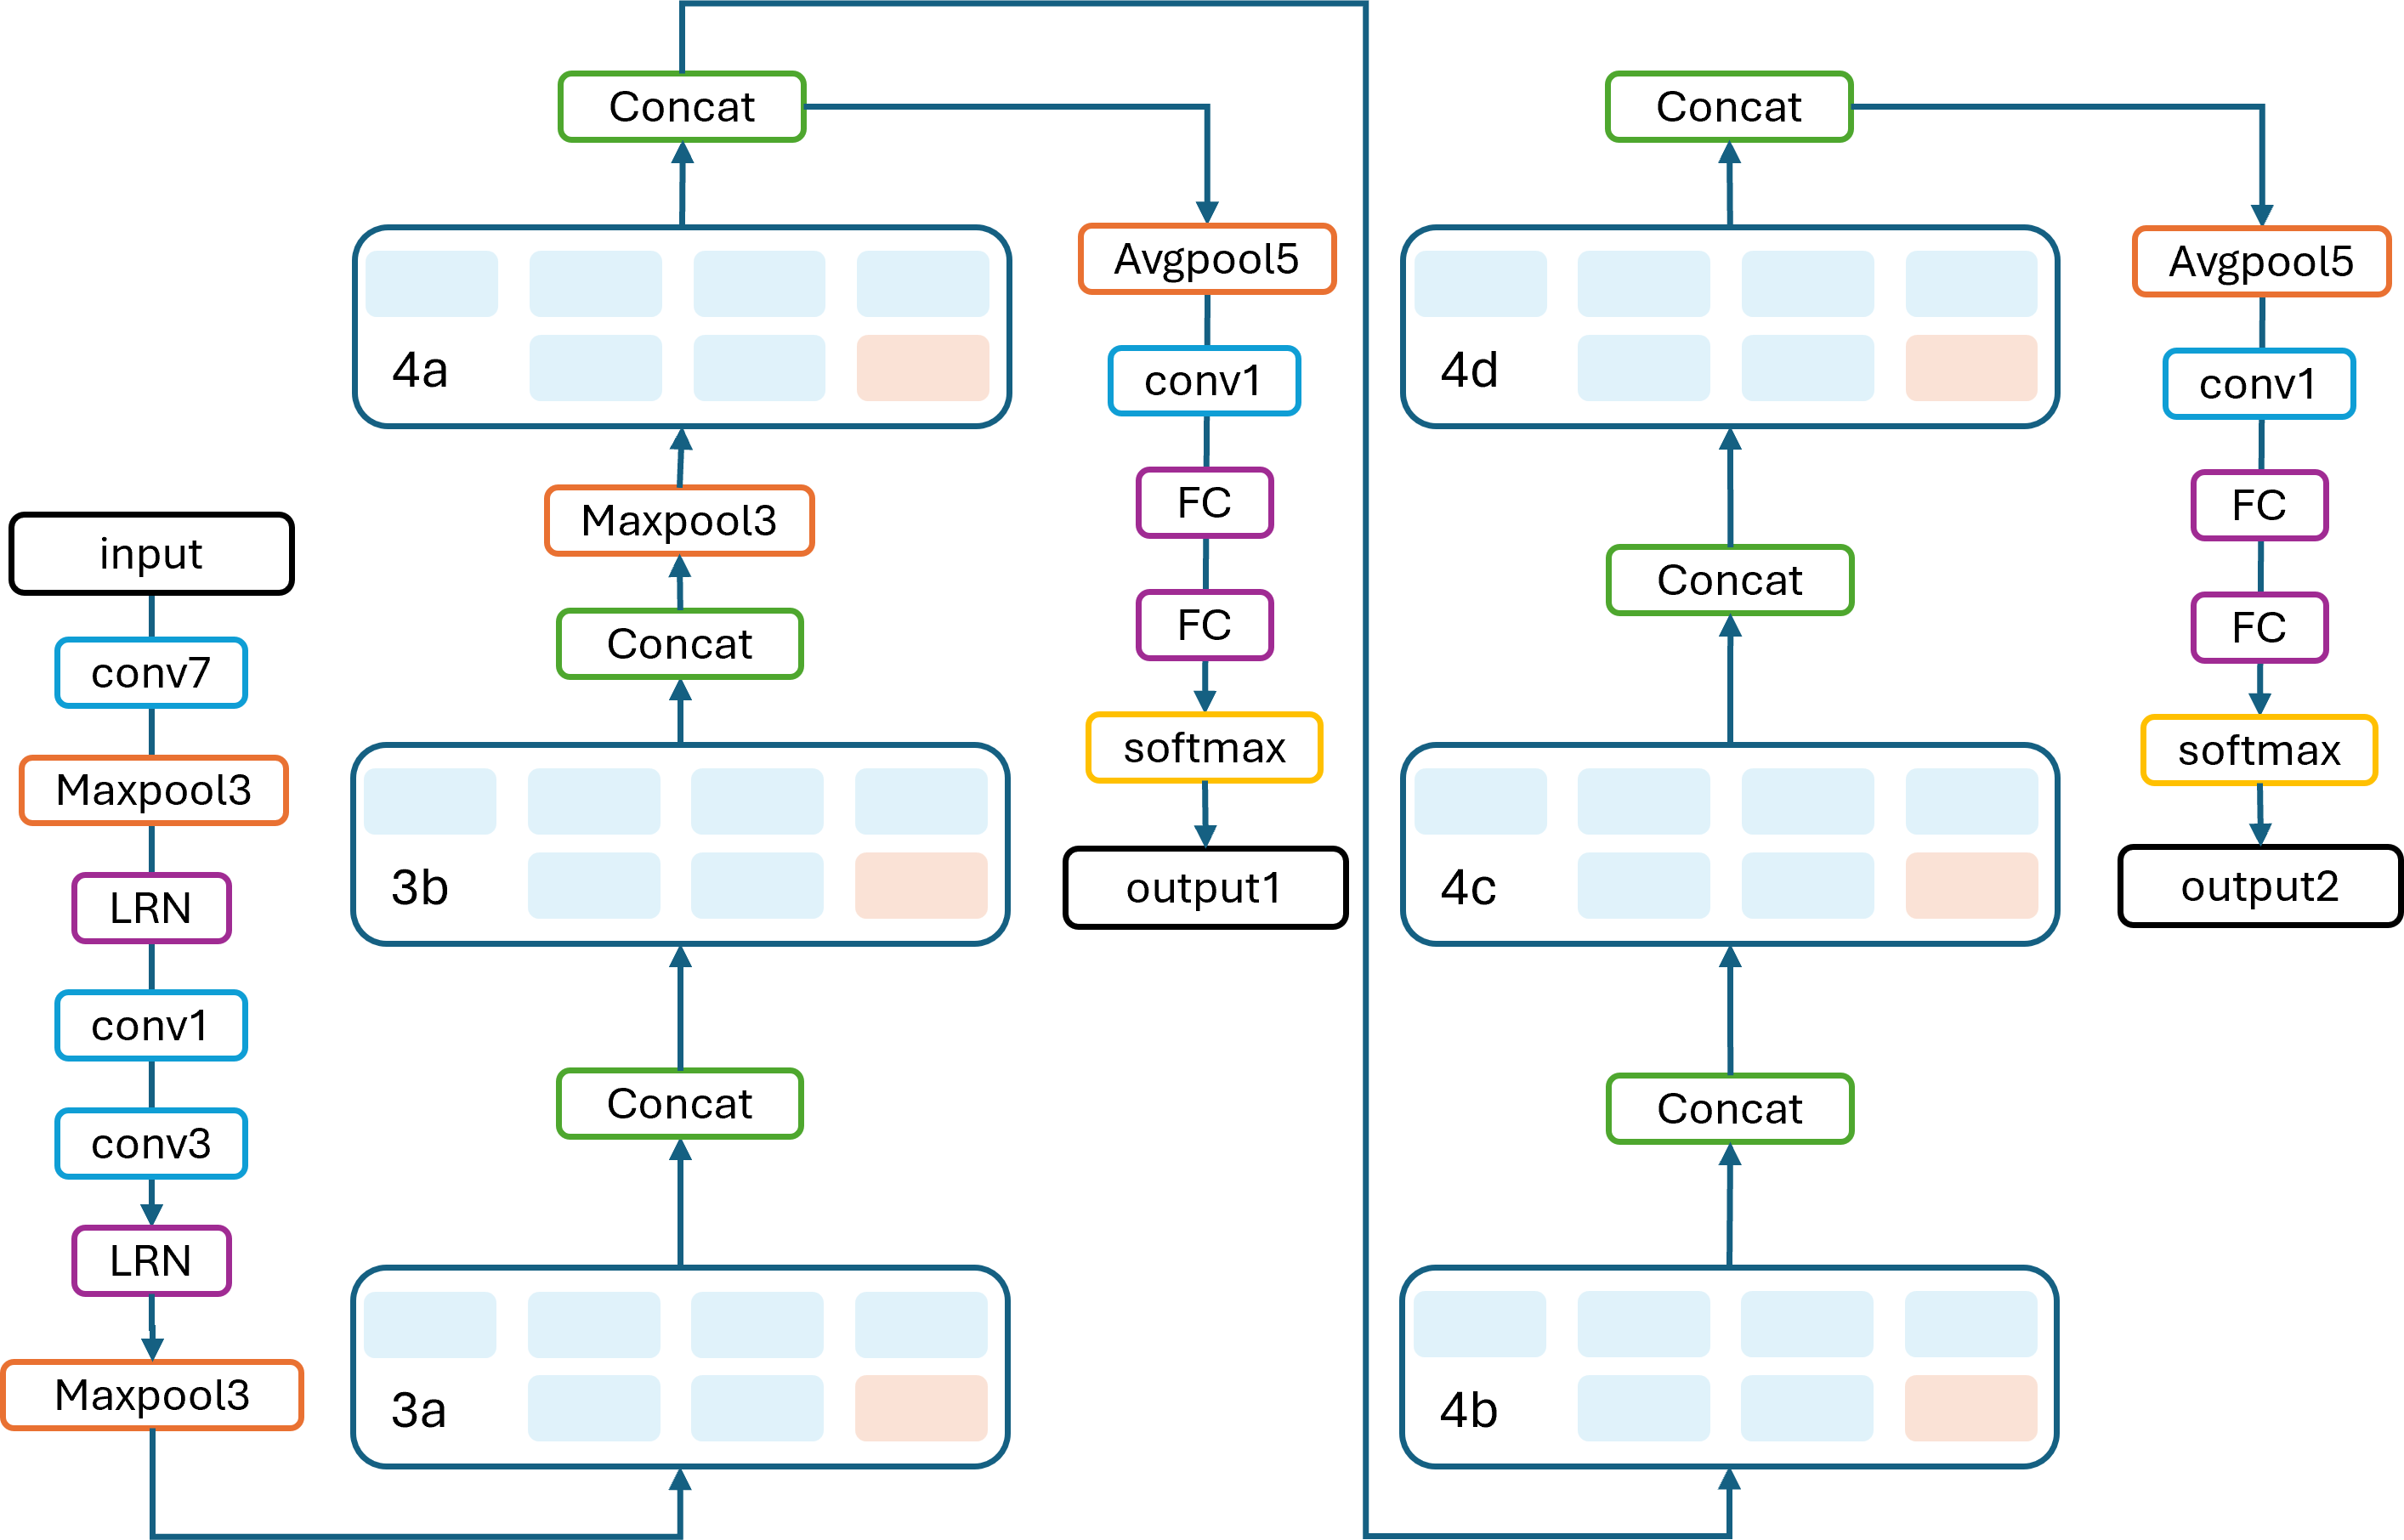 input
conv7
Maxpool3
LRN
conv1
conv3
LRN
Maxpool3
3a
Concat
3b
Concat
Maxpool3
4a
Concat
Avgpool5
conv1
FC
FC
softmax
output1
4b
Concat
4c
Concat
4d
Concat
Avgpool5
conv1
FC
FC
softmax
output2